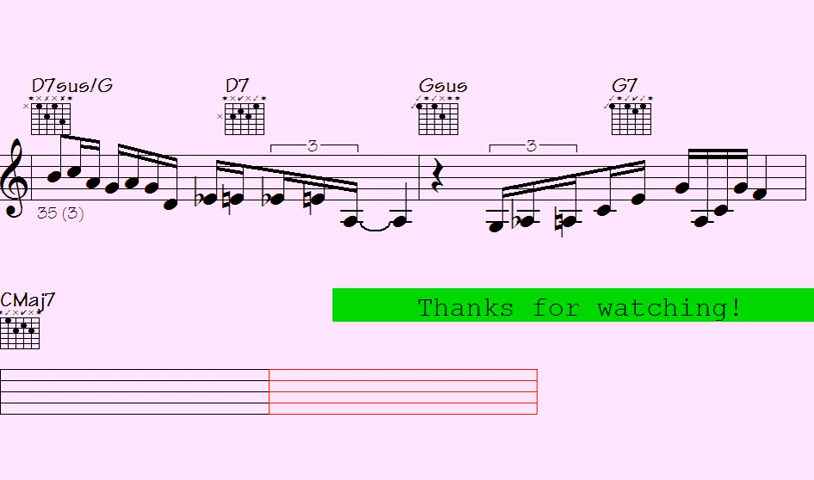 D7sus/G D7 Gsus G7
3 3
35 (3)
CMaj7
Thanks for watching!